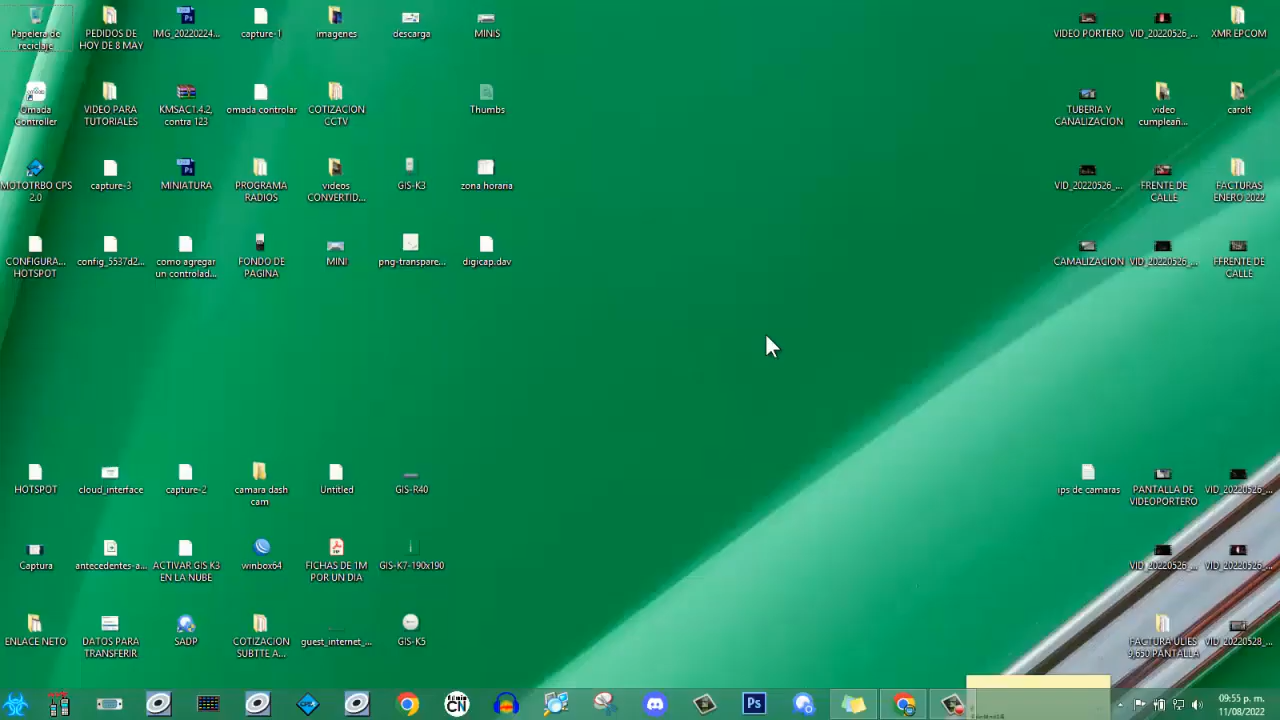 Papelera de
reciclaje
PEDIDOS DE
HOY DE 8 MAY
IMG_20220224...
capture-1
imagenes
descarga
MINIS
VIDEO PORTERO
VID_20220526_...
XMR EPCOM
Omada
Controller
VIDEO PARA
TUTORIALES
KMSAC1.4.2,
contra 123
omada controlar
COTIZACION
CCTV
Thumbs
TUBERIA Y
CANALIZACION
video
cumpleañ...
carolt
MOTOTRBO CPS
2.0
capture-3
MINIATURA
PROGRAMA
RADIOS
videos
CONVERTID...
GIS-K3
zona horaria
VID_20220526_...
FRENTE DE
CALLE
FACTURAS
ENERO 2022
CONFIGURA...
HOTSPOT
config_5537d2...
como agregar
un controlad...
FONDO DE
PAGINA
MINI
png-transpare...
digicap.dav
CAMALIZACION
VID_20220526_...
FFRENTE DE
CALLE
HOTSPOT
cloud_interface
capture-2
camara dash
cam
Untitled
GIS-R40
ips de camaras
PANTALLA DE
VIDEOPORTERO
VID_20220526_...
Captura
antecedentes-a...
ACTIVAR GIS K3
EN LA NUBE
winbox64
FICHAS DE 1M
POR UN DIA
GIS-K7-190x190
VID_20220526_...
VID_20220526_...
ENLACE NETO
DATOS PARA
TRANSFERIR
SADP
COTIZACION
SUBTTE A...
guest_internet_...
GIS-K5
FACTURA ULIES
9,650 PANTALLA
VID_20220528_...
CPS
CN
Ps
09:55 p. m.
11/08/2022